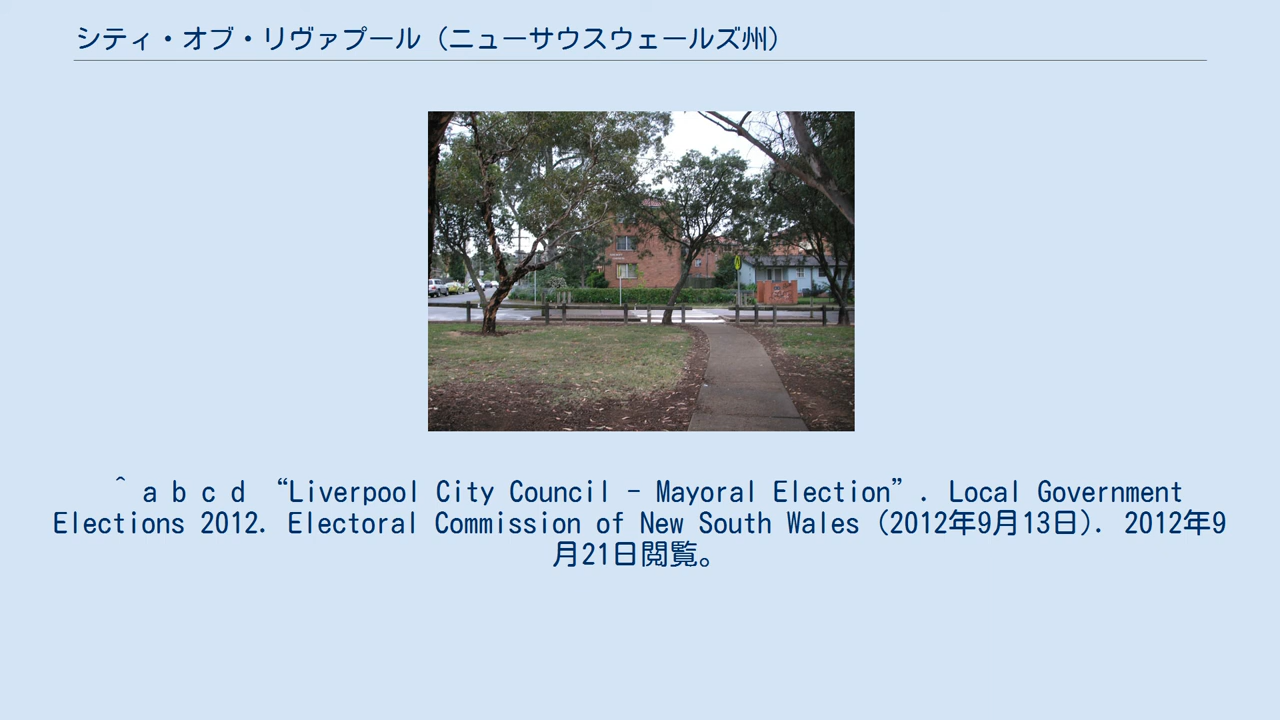 シティ・オブ・リヴァプール（ニューサウスウェールズ州）
^ a b c d “Liverpool City Council - Mayoral Election”. Local Government
Elections 2012. Electoral Commission of New South Wales (2012年9月13日). 2012年9
月21日閲覧。